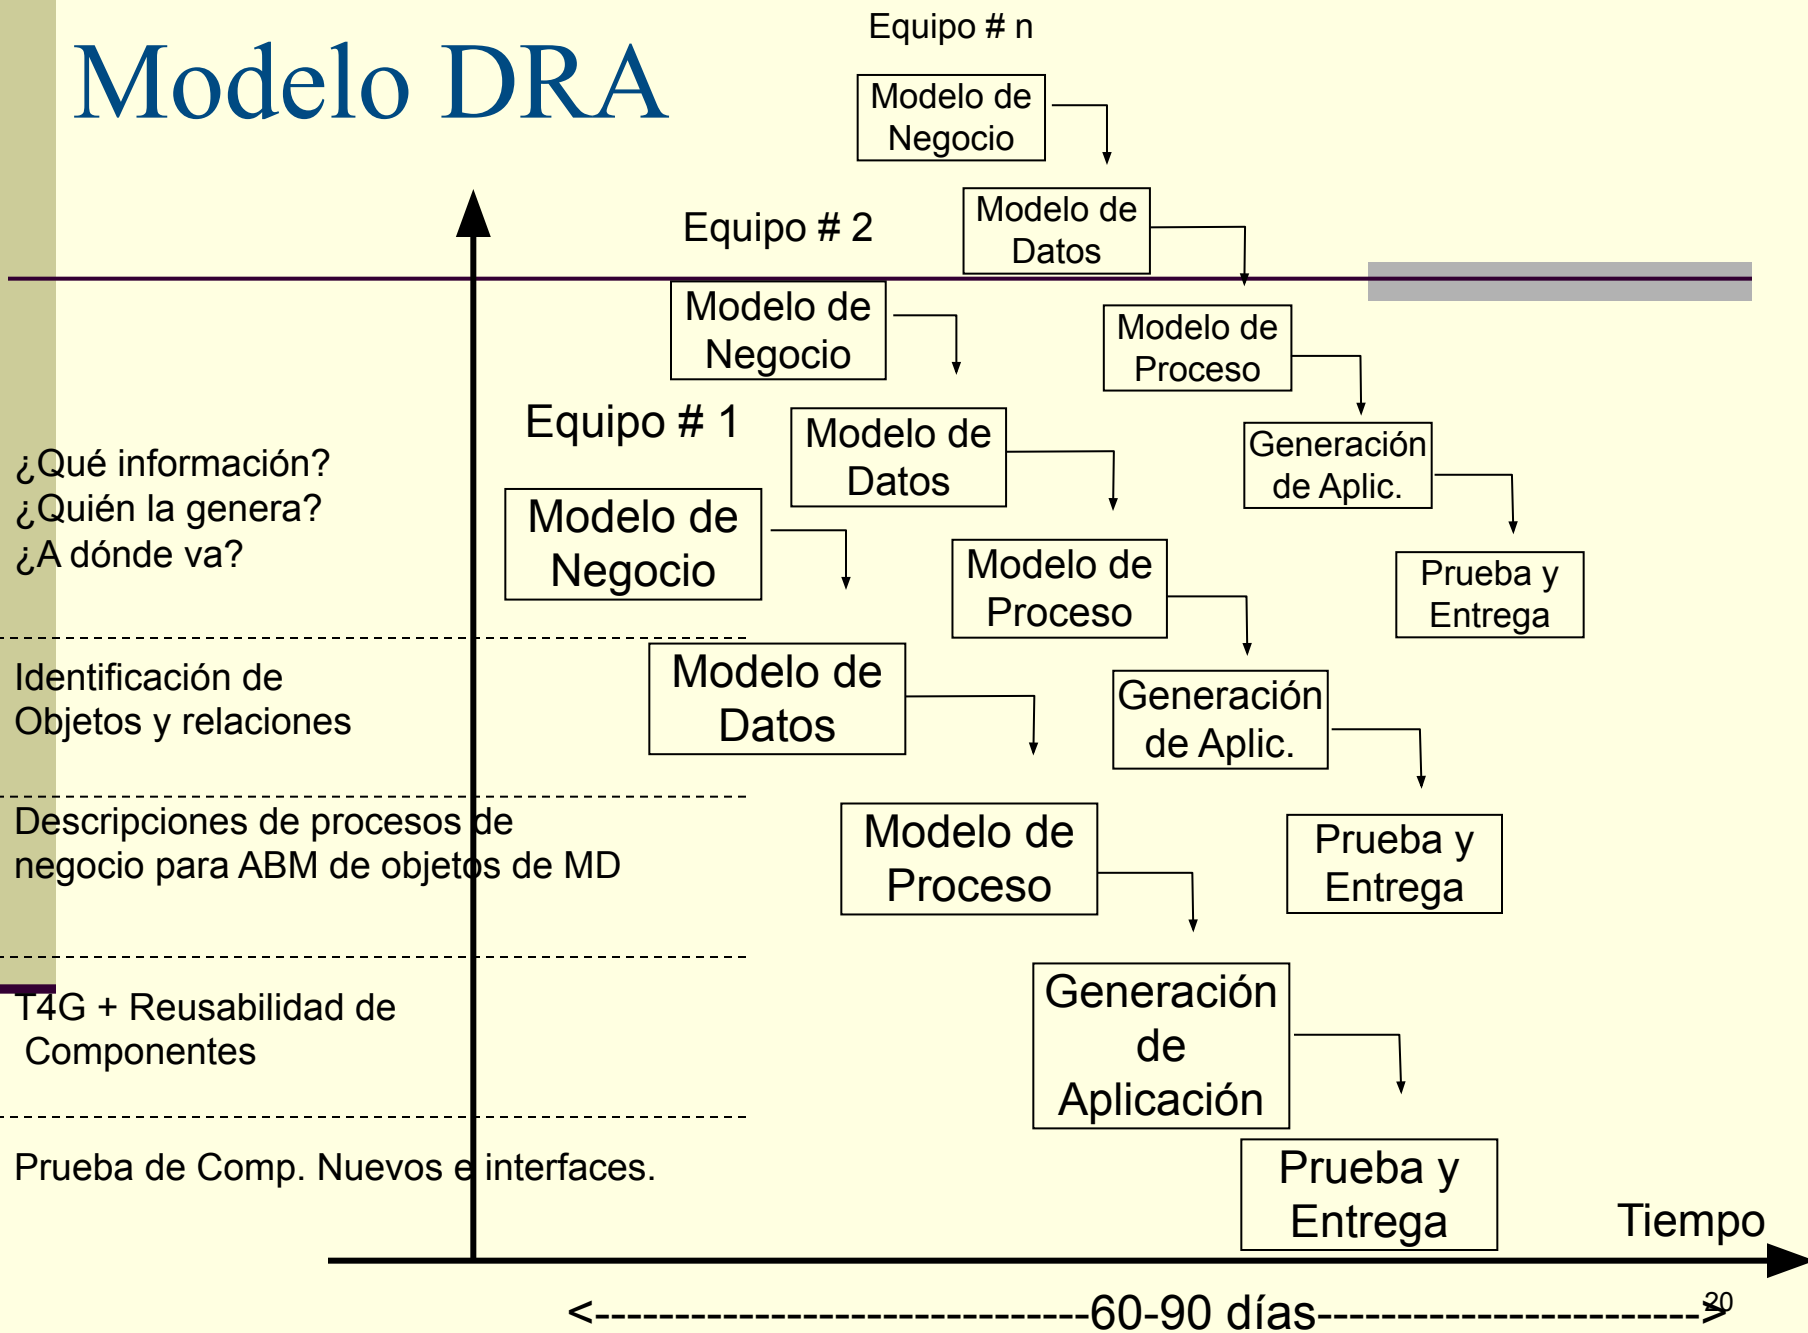 Modelo DRA
Equipo # n
Modelo de
Negocio
Modelo de
Datos
Modelo de
Proceso
Generación
de Aplic.
Prueba y
Entrega
Equipo # 2
Modelo de
Negocio
Modelo de
Datos
Modelo de
Proceso
Generación
de Aplic.
Prueba y
Entrega
Equipo # 1
Modelo de
Negocio
Modelo de
Datos
Modelo de
Proceso
Generación
de
Aplicación
Prueba y
Entrega
¿Qué información?
¿Quién la genera?
¿A dónde va?
Identificación de
Objetos y relaciones
Descripciones de procesos de
negocio para ABM de objetos de MD
T4G + Reusabilidad de
Componentes
Prueba de Comp. Nuevos e interfaces.
Tiempo
<--------------------------------60-90 días------------------------->
20